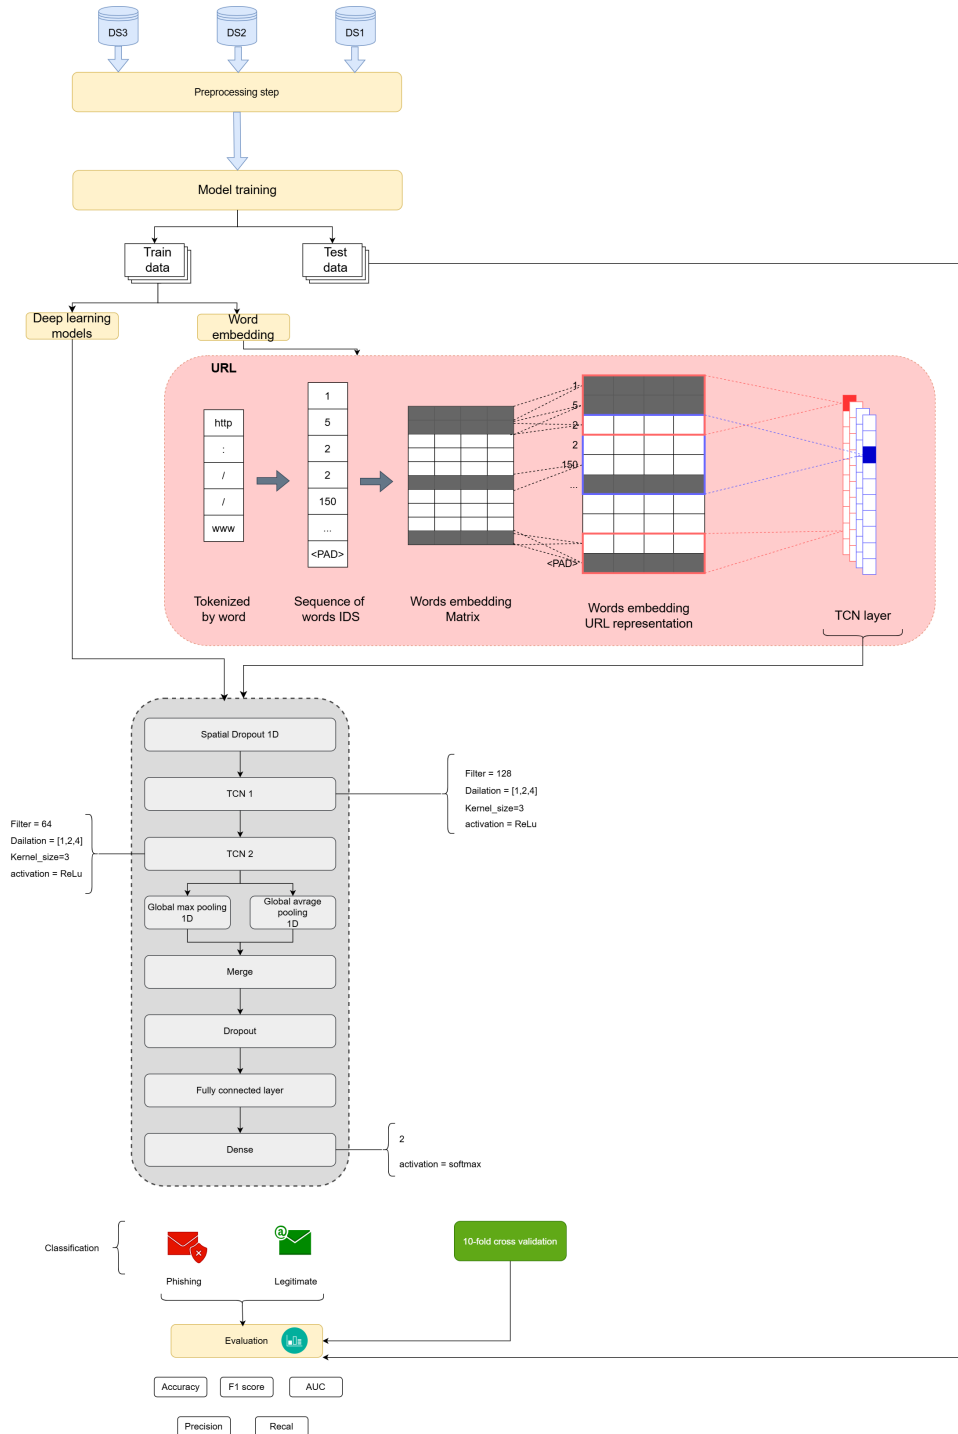 DS3
DS2
DS1
Preprocessing step
Model training
Train
data
Test
data
Deep learning
models
Word
embedding
URL
http
:
/
/
www
1
5
2
2
150
...
<PAD>
1
5
2
2
150
...
<PAD>
Tokenized
by word
Sequence of
words IDS
Words embedding
Matrix
Words embedding
URL representation
TCN layer
Spatial Dropout 1D
TCN 1
Filter = 128
Dailation = [1,2,4]
Kernel_size=3
activation = ReLu
Filter = 64
Dailation = [1,2,4]
Kernel_size=3
activation = ReLu
TCN 2
Global max pooling
1D
Global avrage
pooling
1D
Merge
Dropout
Fully connected layer
Dense
2
activation = softmax
Classification
@
Phishing
Legitimate
10-fold cross validation
Evaluation
Accuracy
F1 score
AUC
Precision
Recal